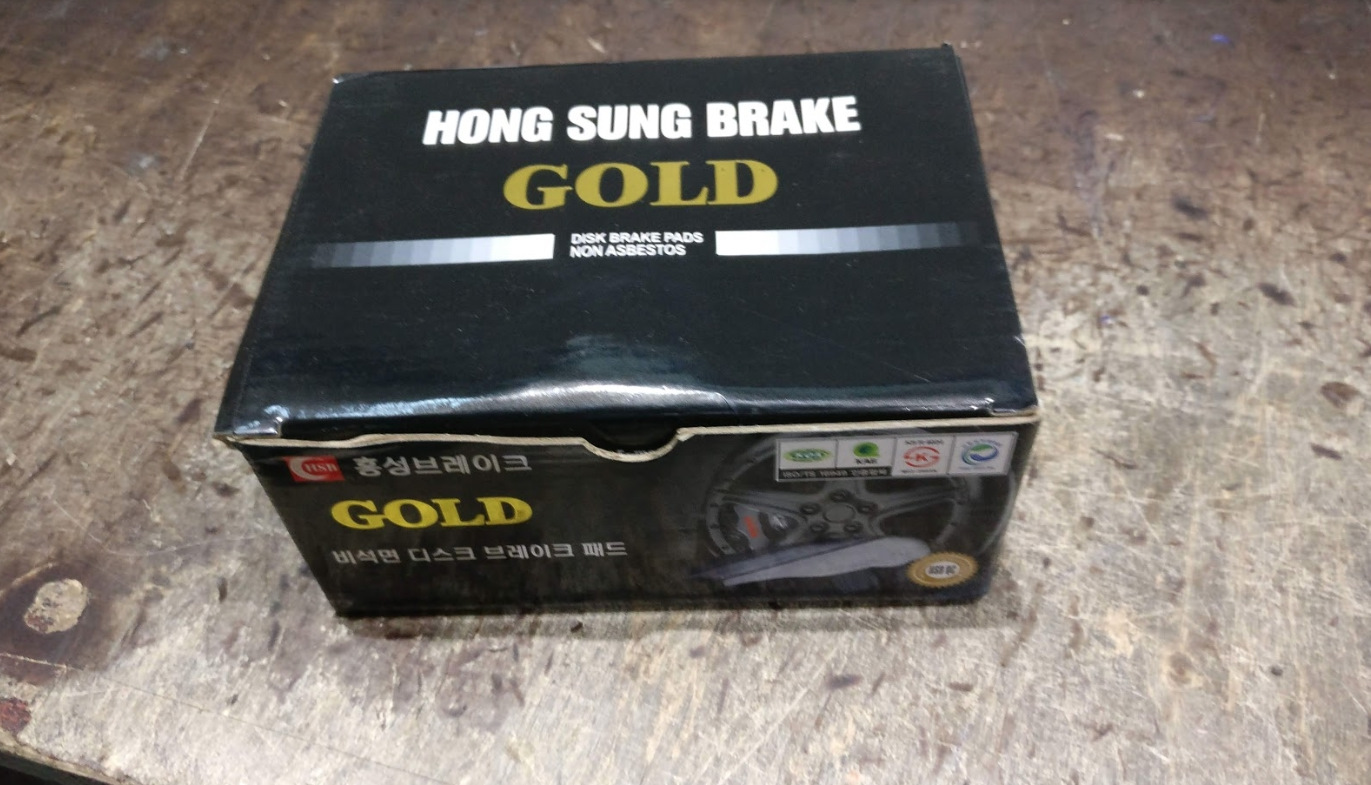 HONG SUNG BRAKE
GOLD
DISK BRAKE PADS
NON ASBESTOS
HSB 홍성브레이크
GOLD
비석면 디스크 브레이크 패드